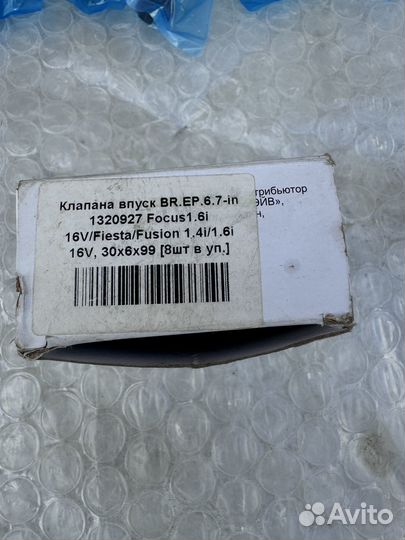 Клапана впуск BR.EP.6.7-in
1320927 Focus1.6i
16V/Fiesta/Fusion 1.4i/1.6i
16V, 30x6x99 [8шт в уп.]
трибьютор
ЭЙВ»,
Avito